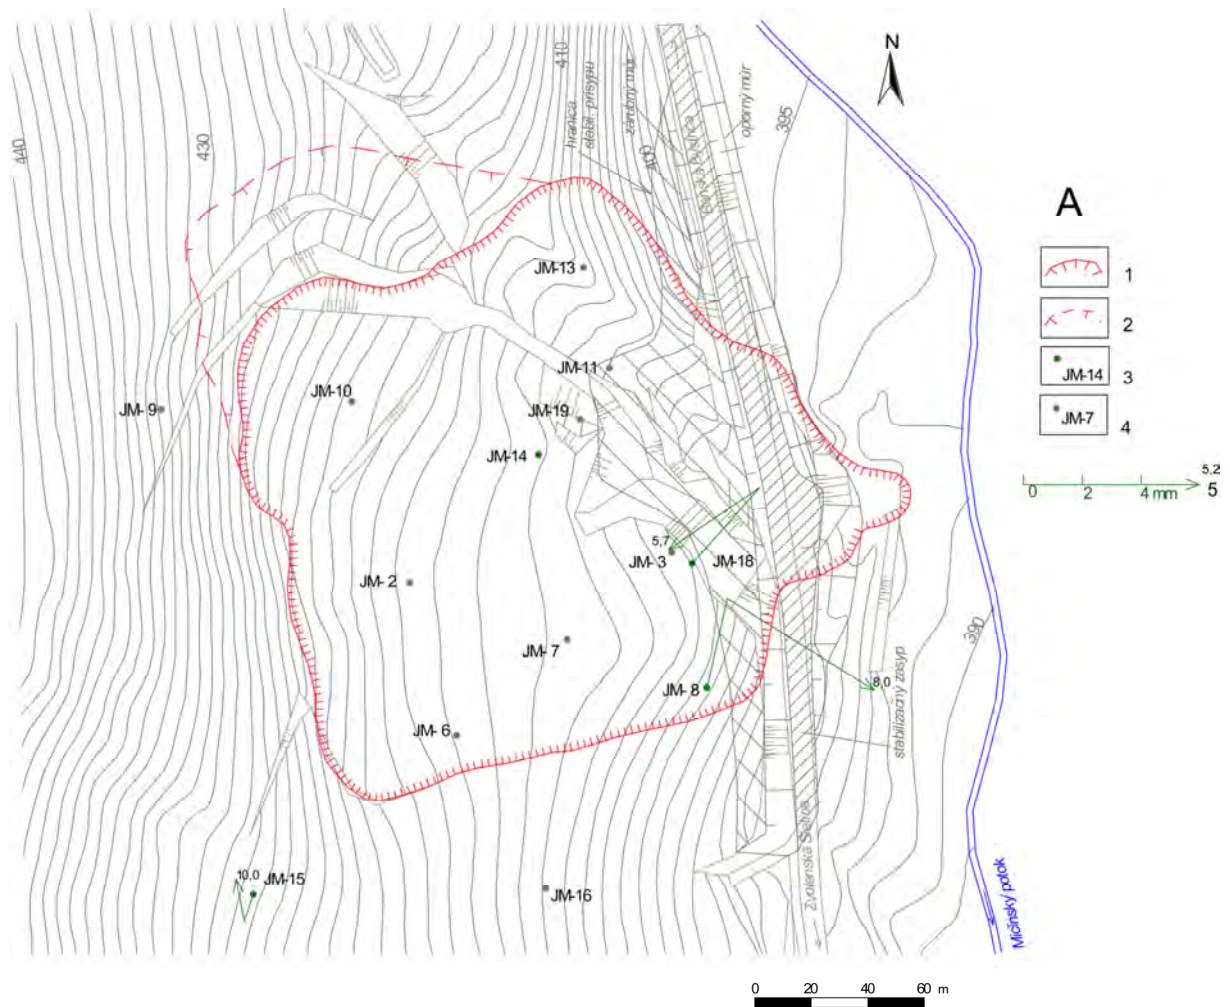 N
440
430
410
400
395
390
hranica
stabil. prísypu
zárubný múr
oporný múr
Banská Bystrica
A
1
2
JM-14 3
JM-7 4
0 2 4 mm 5,2
5
JM-13
JM-11
JM-10
JM-9
JM-19
JM-14
5,7
JM-3
JM-18
JM-2
JM-7
JM-8
8,0
JM-6
stabilizačný zásyp
Zvolenská Slatina
10,0
JM-15
JM-16
Mičinský potok
0 20 40 60 m